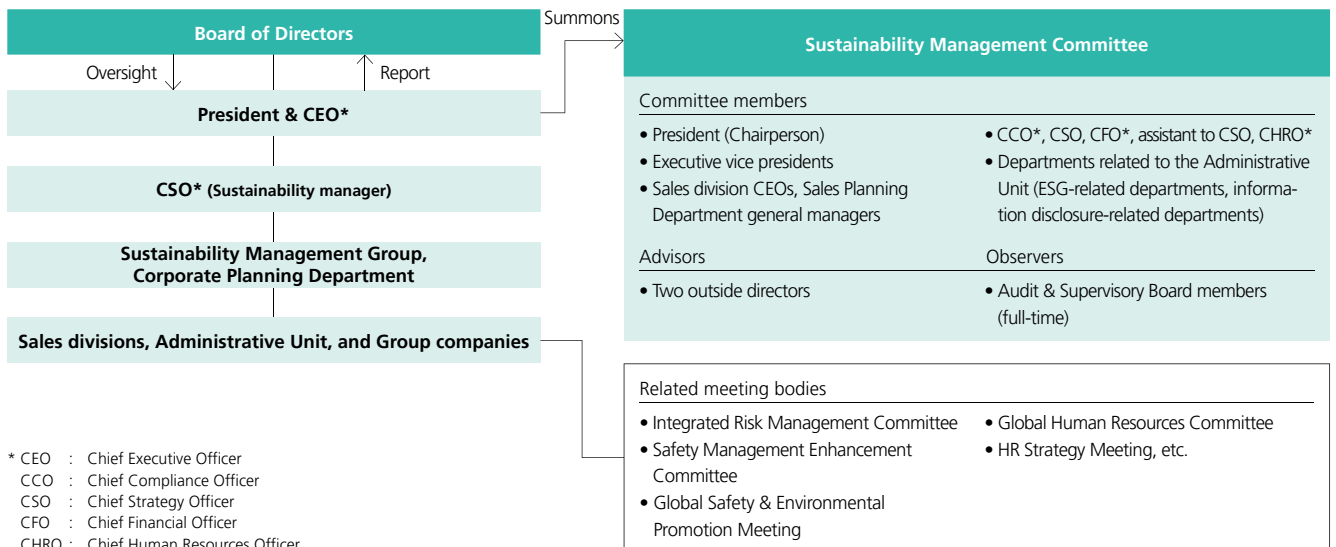 Summons
Board of Directors
Oversight
Report
President & CEO*
CSO* (Sustainability manager)
Sustainability Management Group,
Corporate Planning Department
Sales divisions, Administrative Unit, and Group companies
* CEO : Chief Executive Officer
CCO : Chief Compliance Officer
CSO : Chief Strategy Officer
CFO : Chief Financial Officer
CHRO : Chief Human Resources Officer
Sustainability Management Committee
Committee members
• President (Chairperson)
• Executive vice presidents
• Sales division CEOs, Sales Planning
Department general managers
• CCO*, CSO, CFO*, assistant to CSO, CHRO*
• Departments related to the Administrative
Unit (ESG-related departments, informa-
tion disclosure-related departments)
Advisors
• Two outside directors
Observers
• Audit & Supervisory Board members
(full-time)
Related meeting bodies
• Integrated Risk Management Committee
• Safety Management Enhancement
Committee
• Global Safety & Environmental
Promotion Meeting
• Global Human Resources Committee
• HR Strategy Meeting, etc.